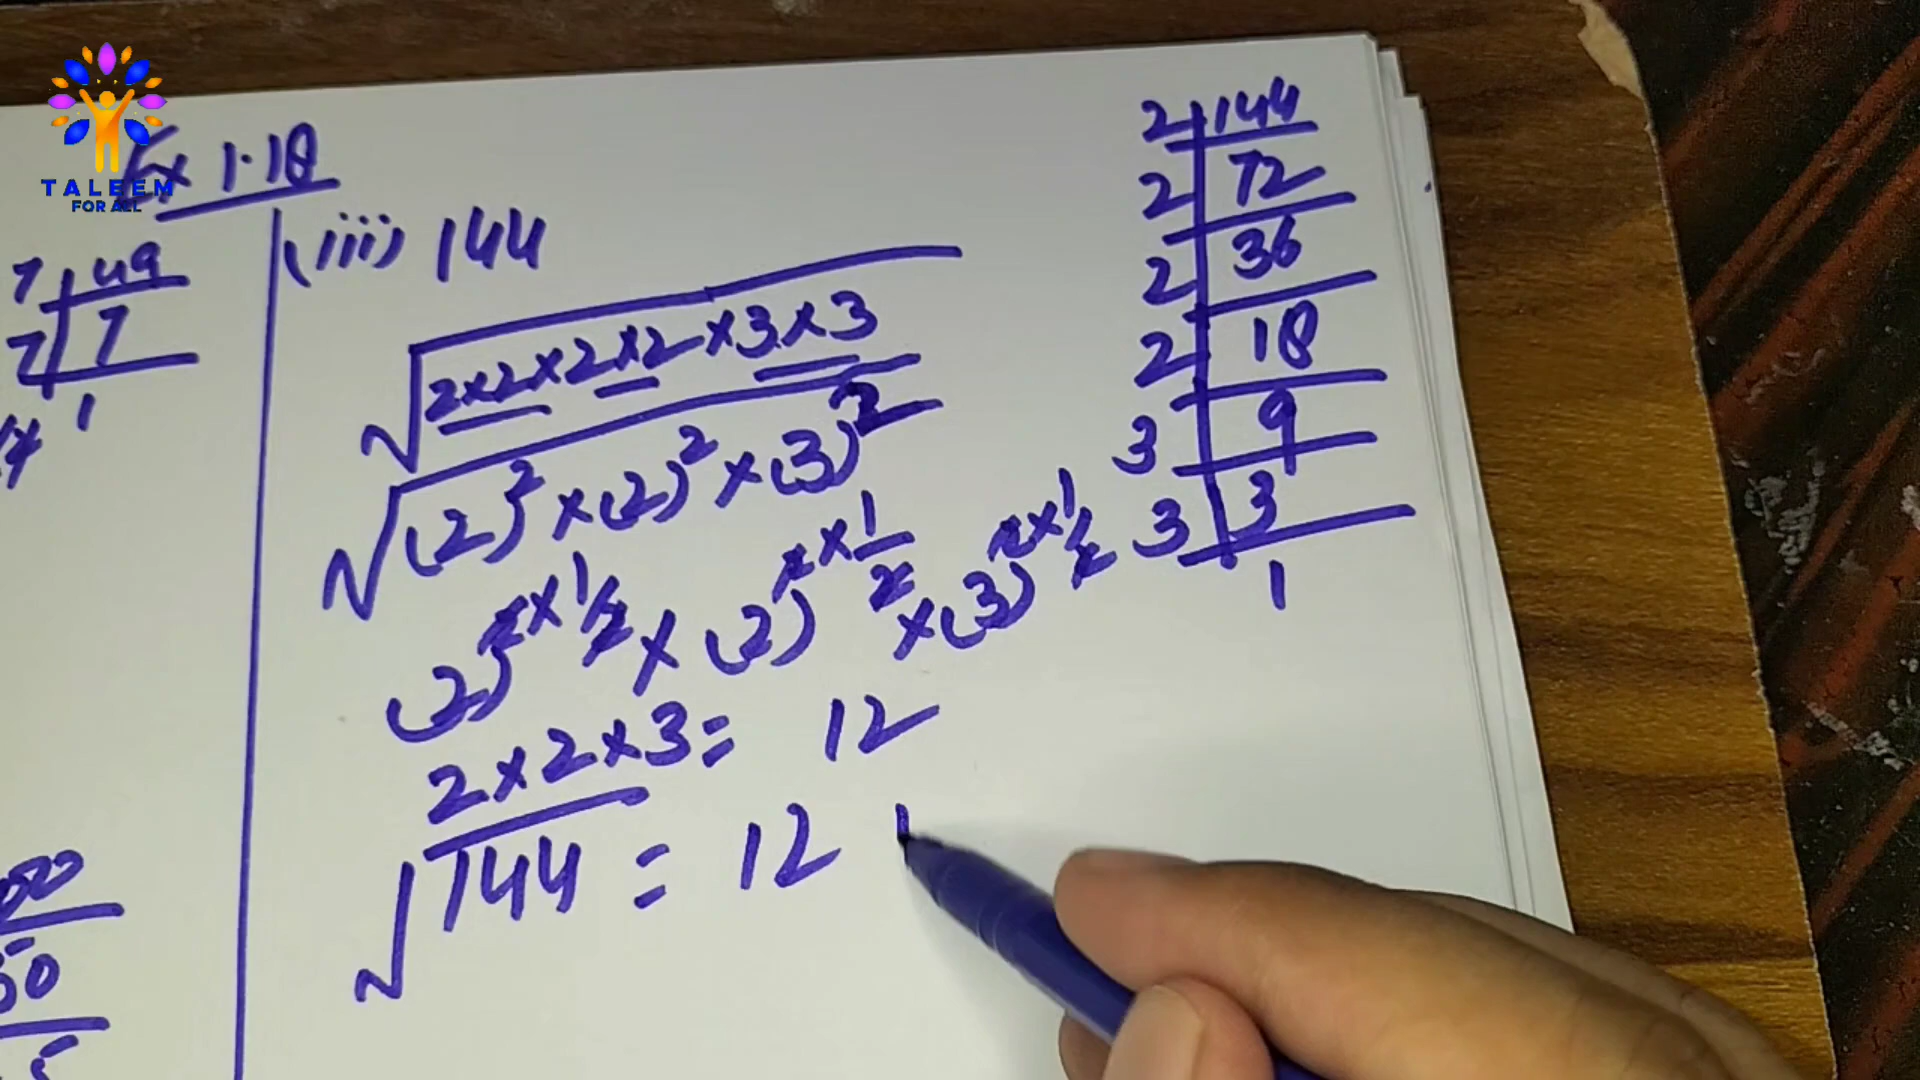 TALEEM
FOR ALL
Ex 1.18
7 49
7 7
1
50
5
(iii) 144
√2×2×2×2×3×3
√(2)²×(2)²×(3)²
(2)^2×1/2 × (2)^2×1/2 × (3)^2×1/2
2×2×3= 12
√144 = 12
2 144
2 72
2 36
2 18
3 9
3 3
1